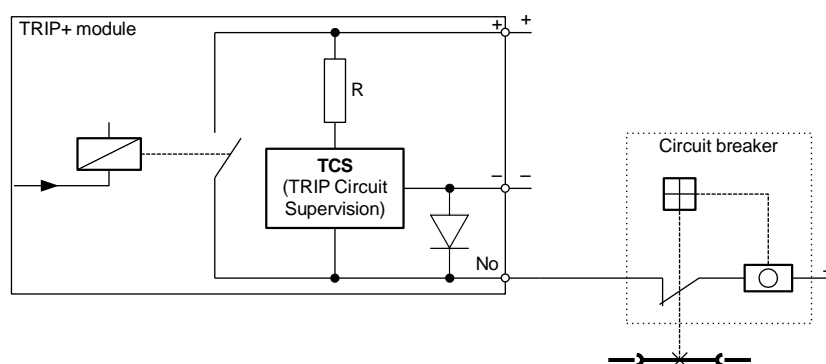 TRIP+ module
+ +
R
TCS
(TRIP Circuit
Supervision)
– –
No
Circuit breaker
–